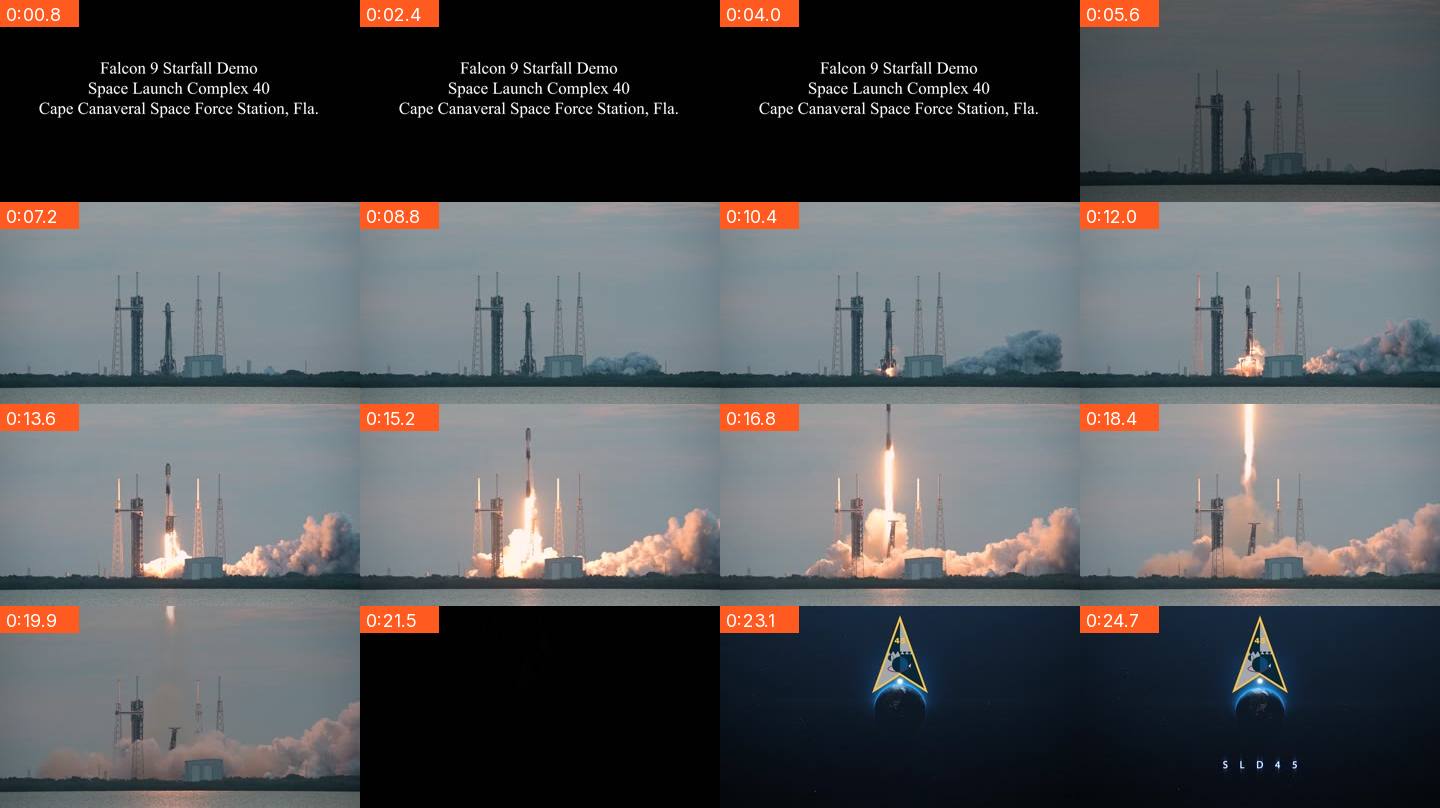 0:00.8
Falcon 9 Starfall Demo
Space Launch Complex 40
Cape Canaveral Space Force Station, Fla.
0:02.4
Falcon 9 Starfall Demo
Space Launch Complex 40
Cape Canaveral Space Force Station, Fla.
0:04.0
Falcon 9 Starfall Demo
Space Launch Complex 40
Cape Canaveral Space Force Station, Fla.
0:05.6
0:07.2
0:08.8
0:10.4
0:12.0
0:13.6
0:15.2
0:16.8
0:18.4
0:19.9
0:21.5
0:23.1
45
0:24.7
45
SLD45